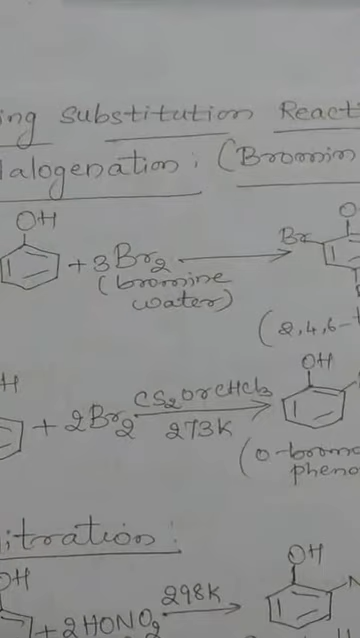 ing Substitution React
alogenation: (Bromin
OH
+ 3Br2
Br
(bromine
water)
(2,4,6-
H
+ 2Br2
CS2 or CHCl3
273K
OH
(o-bromo
pheno
itration:
OH
+ 2HONO2
298K
OH
N